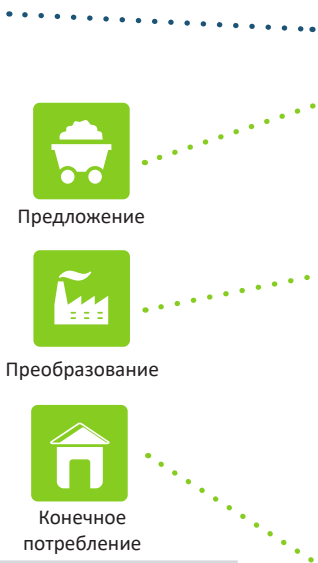 Предложение
Преобразование
Конечное
потребление